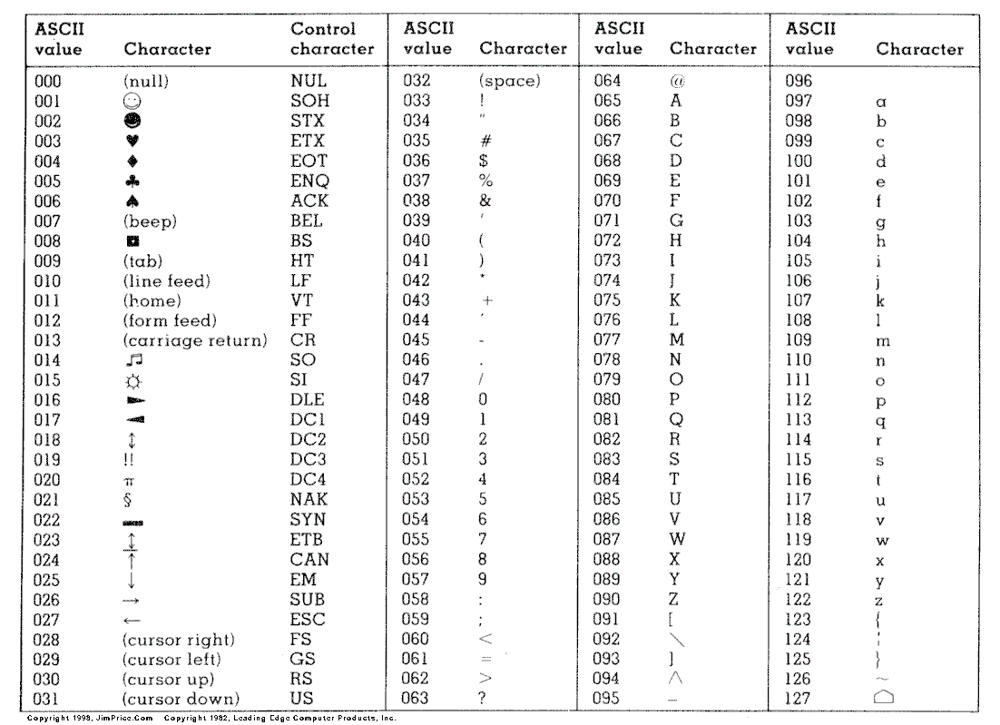 ASCII value Character Control character ASCII value Character ASCII value Character ASCII value Character
000 (null) NUL 032 (space) 064 @ 096
001 ☺ SOH 033 ! 065 A 097 a
002 ☻ STX 034 " 066 B 098 b
003 ♥ ETX 035 # 067 C 099 c
004 ♦ EOT 036 $ 068 D 100 d
005 ♣ ENQ 037 % 069 E 101 e
006 ♠ ACK 038 & 070 F 102 f
007 (beep) BEL 039 ' 071 G 103 g
008 ◘ BS 040 ( 072 H 104 h
009 (tab) HT 041 ) 073 I 105 i
010 (line feed) LF 042 * 074 J 106 j
011 (home) VT 043 + 075 K 107 k
012 (form feed) FF 044 ' 076 L 108 l
013 (carriage return) CR 045 - 077 M 109 m
014 ♫ SO 046 . 078 N 110 n
015 ☼ SI 047 / 079 O 111 o
016 ► DLE 048 0 080 P 112 p
017 ◄ DC1 049 1 081 Q 113 q
018 ↕ DC2 050 2 082 R 114 r
019 !! DC3 051 3 083 S 115 s
020 π DC4 052 4 084 T 116 t
021 § NAK 053 5 085 U 117 u
022 ▬ SYN 054 6 086 V 118 v
023 ↨ ETB 055 7 087 W 119 w
024 ↑ CAN 056 8 088 X 120 x
025 ↓ EM 057 9 089 Y 121 y
026 → SUB 058 : 090 Z 122 z
027 ← ESC 059 ; 091 [ 123 {
028 (cursor right) FS 060 < 092 \ 124 ¦
029 (cursor left) GS 061 = 093 ] 125 }
030 (cursor up) RS 062 > 094 ∧ 126 ~
031 (cursor down) US 063 ? 095 _ 127 ⌂
Copyright 1998, JimPrice.Com Copyright 1982, Leading Edge Computer Products, Inc.